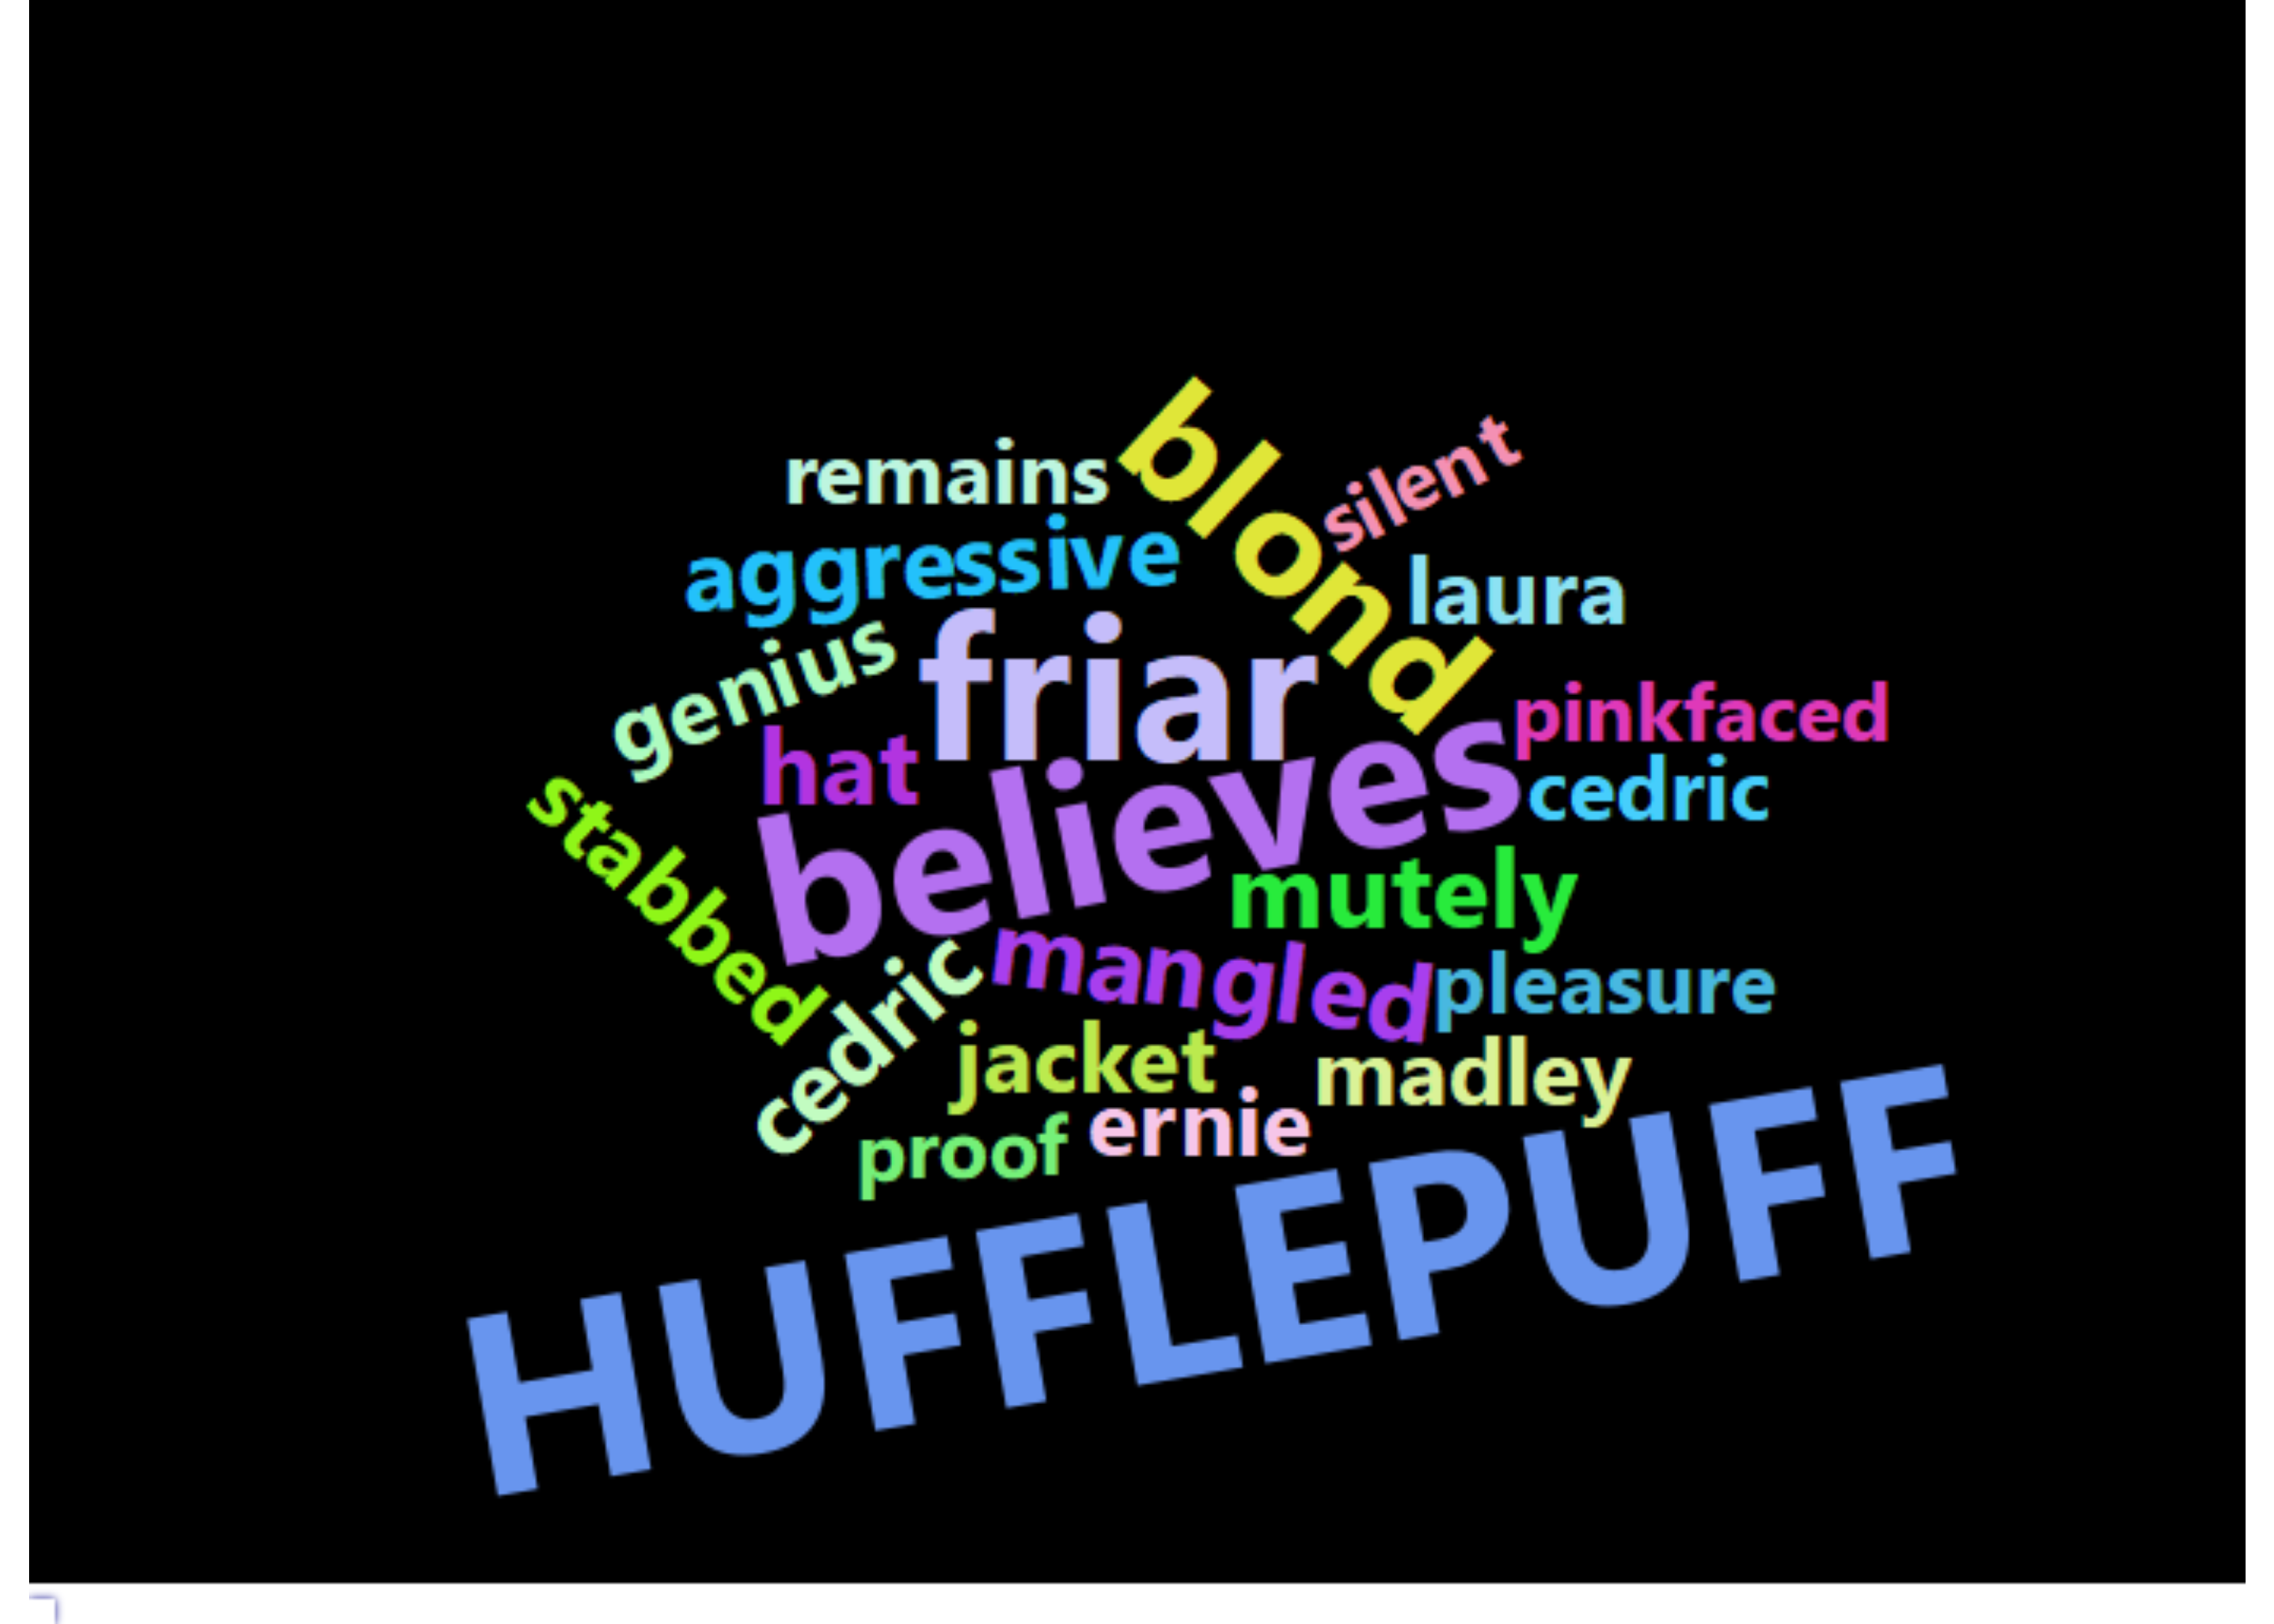 blond
silent
remains
aggressive
laura
friar
genius
pinkfaced
hat
believes
cedric
stabbed
mutely
mangled
pleasure
cedric
jacket
madley
ernie
proof
HUFFLEPUFF